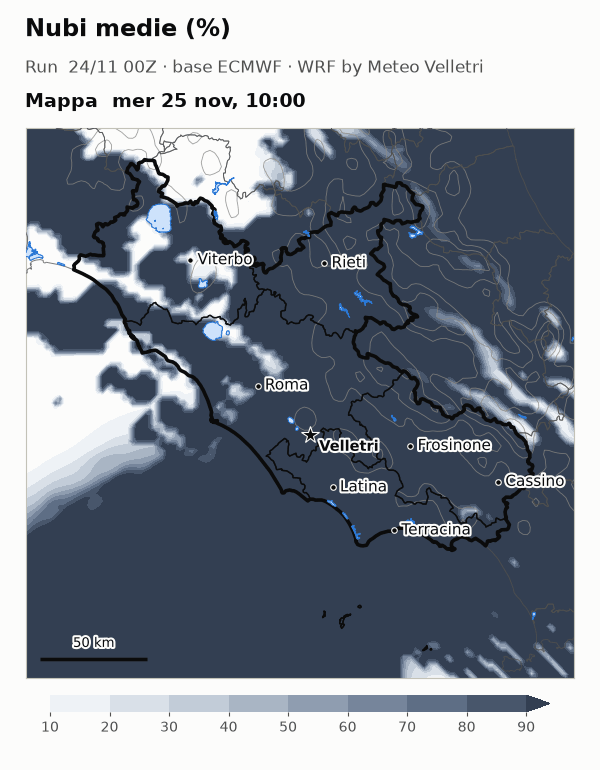 Nubi medie (%)
Run  24/11 00Z · base ECMWF · WRF by Meteo Velletri
Mappa  mer 25 nov, 10:00
Viterbo
Rieti
Roma
Velletri
Frosinone
Latina
Cassino
Terracina
50 km
10 20 30 40 50 60 70 80 90